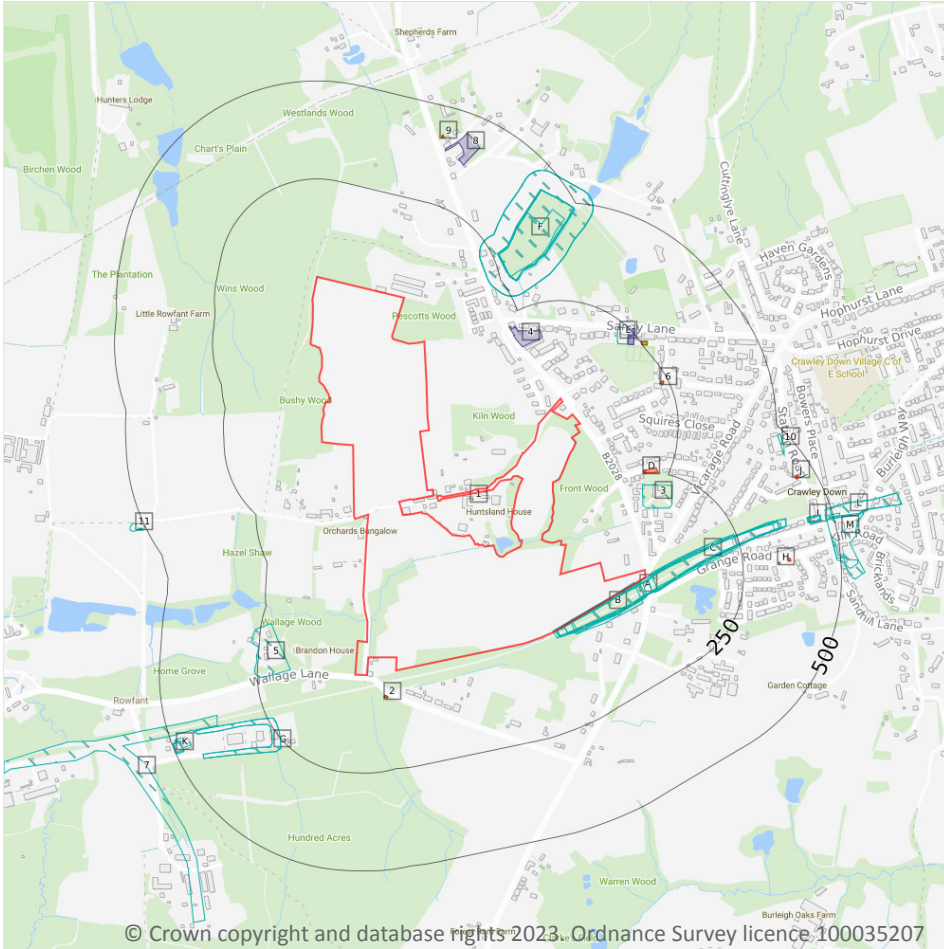 Shepherds Farm
Hunters Lodge
Westlands Wood
9
8
Chart's Plain
Birchen Wood
Cuttinglye Lane
F
Haven Gardens
The Plantation
Wins Wood
Hophurst Lane
Little Rowfant Farm
Pescotts Wood
4
Sandy Lane
Hophurst Drive
Crawley Down Village C of
E School
6
Bushy Wood
Kiln Wood
Squires Close
Bowers Place
Burleigh Way
10
Vicarage Road
B2028
D
J
1
Front Wood
3
Crawley Down
L
Huntsland House
I
M
11
Orchards Bungalow
Hazel Shaw
C
Grange Road
H
Bricklands
A
B
Sandhill Lane
Wallage Wood
250
5
Brandon House
500
Home Grove
Wallage Lane
2
Garden Cottage
Rowfant
K
G
7
Hundred Acres
Warren Wood
Burleigh Oaks Farm
© Crown copyright and database rights 2023. Ordnance Survey licence 100035207